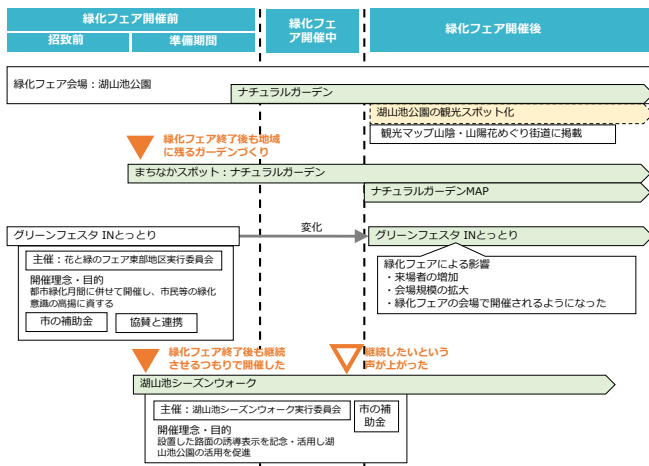 緑化フェア開催前
招致前
準備期間
緑化フェ
ア開催中
緑化フェア開催後
緑化フェア会場：湖山池公園
ナチュラルガーデン
湖山池公園の観光スポット化
観光マップ山陰・山陽花めぐり街道に掲載
緑化フェア終了後も地域
に残るガーデンづくり
まちなかスポット：ナチュラルガーデン
ナチュラルガーデンMAP
グリーンフェスタ INとっとり
変化
グリーンフェスタ INとっとり
主催：花と緑のフェア東部地区実行委員会
開催理念・目的
都市緑化月間に併せて開催し、市民等の緑化
意識の高揚に資する
市の補助金
協賛と連携
緑化フェアによる影響
・来場者の増加
・会場規模の拡大
・緑化フェアの会場で開催されるようになった
緑化フェア終了後も継続
させるつもりで開催した
継続したいという
声が上がった
湖山池シーズンウォーク
主催：湖山池シーズンウォーク実行委員会
開催理念・目的
設置した路面の誘導表示を記念・活用し湖
山池公園の活用を促進
市の補
助金